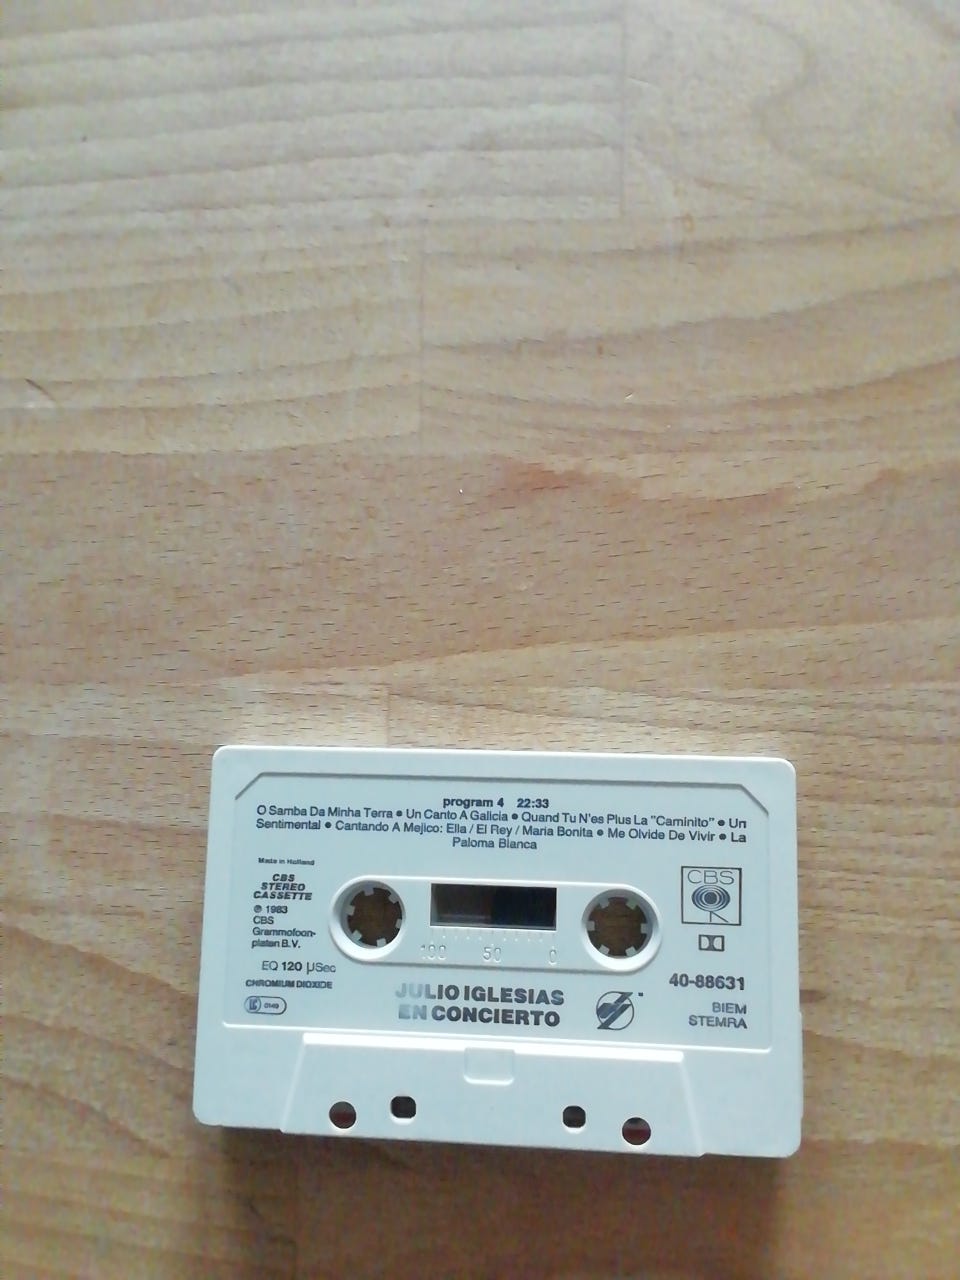 program 4 22:33
O Samba Da Minha Terra • Un Canto A Galicia • Quand Tu N'es Plus La "Caminito" • Un
Sentimental • Cantando A Mejico: Ella / El Rey / Maria Bonita • Me Olvide De Vivir • La
Paloma Blanca
Made in Holland
CBS
STEREO
CASSETTE
℗ 1983
CBS
Grammofoon-
platen B.V.
EQ 120 µSec
CHROMIUM DIOXIDE
0149
100 50 0
JULIO IGLESIAS
EN CONCIERTO
CBS
40-88631
BIEM
STEMRA